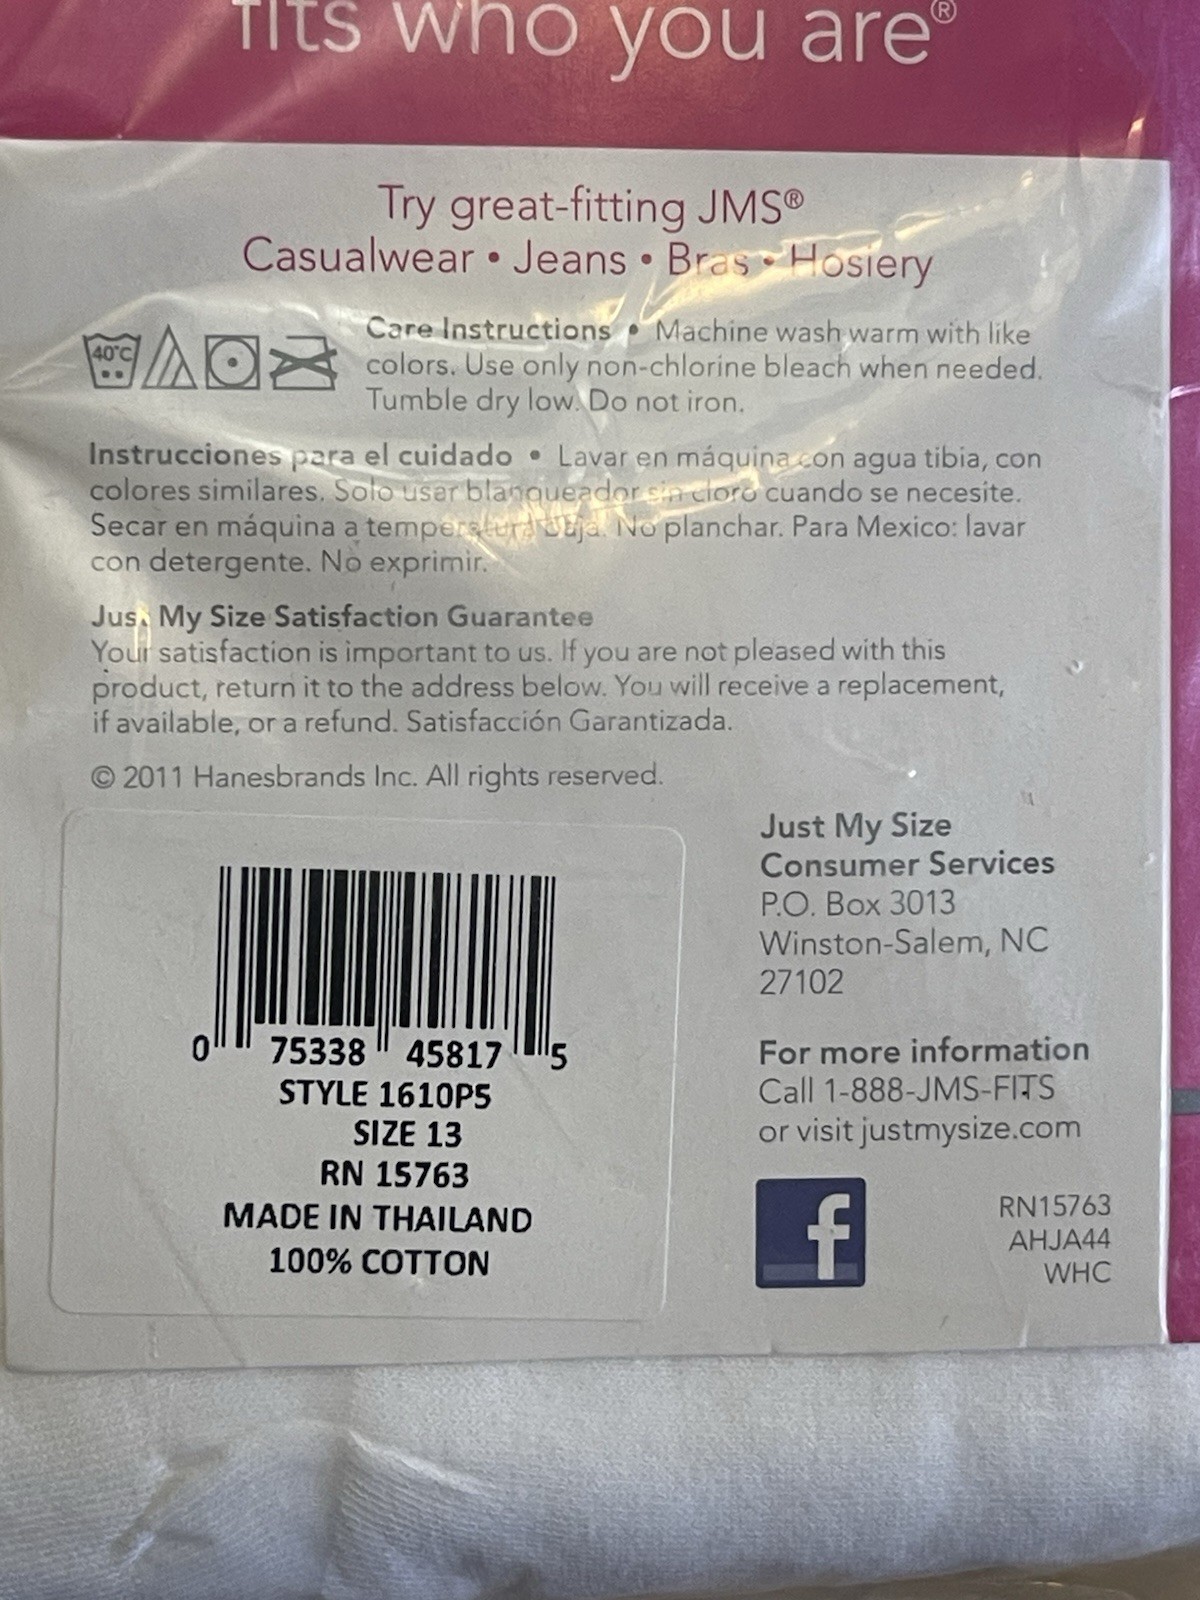 fits who you are®
Try great-fitting JMS®
Casualwear • Jeans • Bras • Hosiery
40°C
Care Instructions • Machine wash warm with like
colors. Use only non-chlorine bleach when needed.
Tumble dry low. Do not iron.
Instrucciones para el cuidado • Lavar en máquina con agua tibia, con
colores similares. Solo usar blanqueador sin cloro cuando se necesite.
Secar en máquina a temperatura baja. No planchar. Para Mexico: lavar
con detergente. No exprimir.
Just My Size Satisfaction Guarantee
Your satisfaction is important to us. If you are not pleased with this
product, return it to the address below. You will receive a replacement,
if available, or a refund. Satisfacción Garantizada.
© 2011 Hanesbrands Inc. All rights reserved.
0 75338 45817 5
STYLE 1610P5
SIZE 13
RN 15763
MADE IN THAILAND
100% COTTON
Just My Size
Consumer Services
P.O. Box 3013
Winston-Salem, NC
27102
For more information
Call 1-888-JMS-FITS
or visit justmysize.com
f
RN15763
AHJA44
WHC